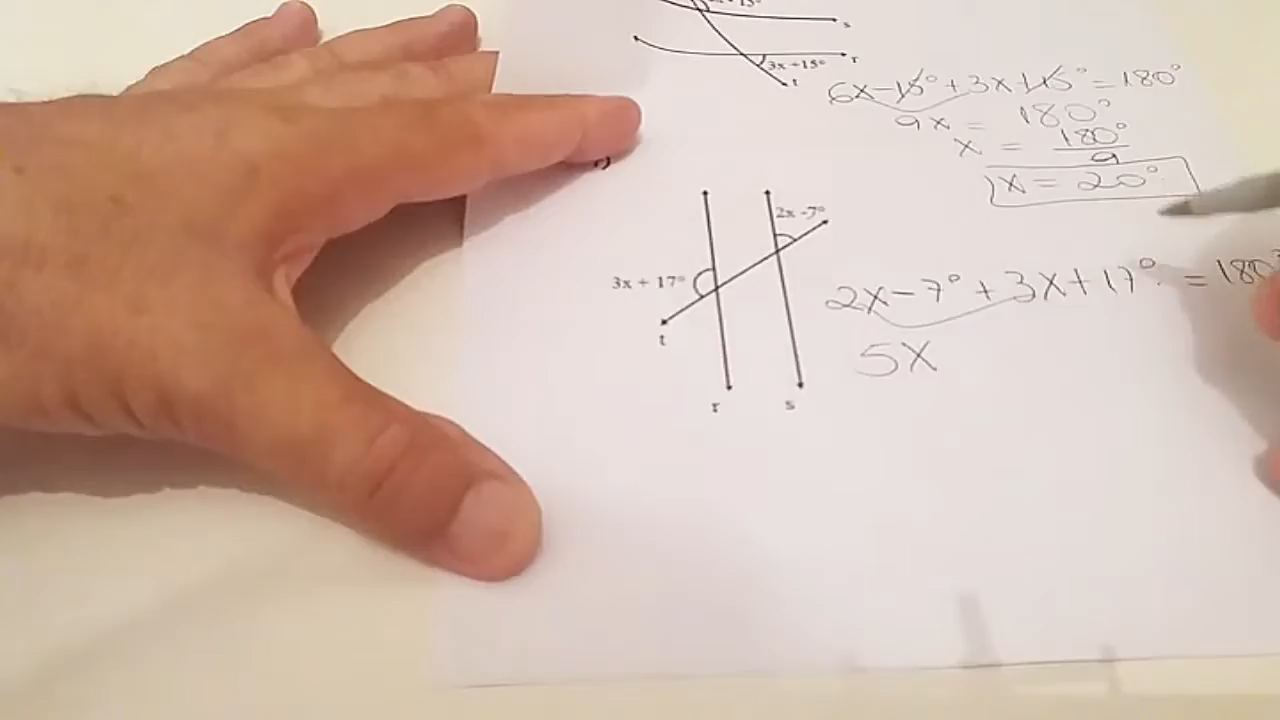 s
r
3x +15°
t
6x-15° + 3x+15° = 180°
9x = 180°
x = 180°
9
x = 20°
2x -7°
3x + 17°
t
r
s
2x-7° + 3x+17° = 180°
5x